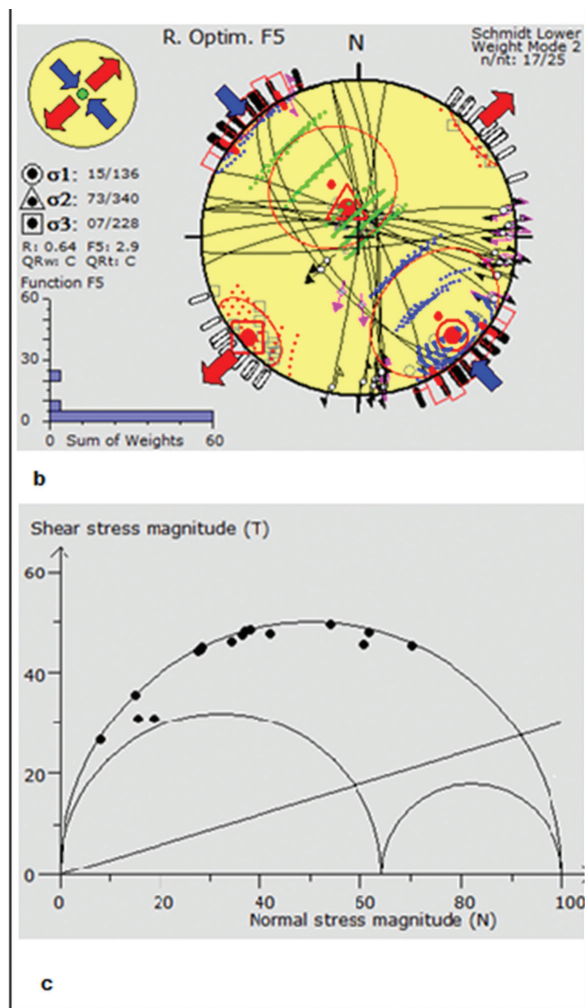 R. Optim. F5
N
Schmidt Lower
Weight Mode 2
n/nt: 17/25
σ1: 15/136
σ2: 73/340
σ3: 07/228
R: 0.64 F5: 2.9
QRw: C QRt: C
Function F5
60
30
0
0 Sum of Weights 60
b
Shear stress magnitude (T)
60
40
20
0
0 20 40 60 80 100
Normal stress magnitude (N)
c